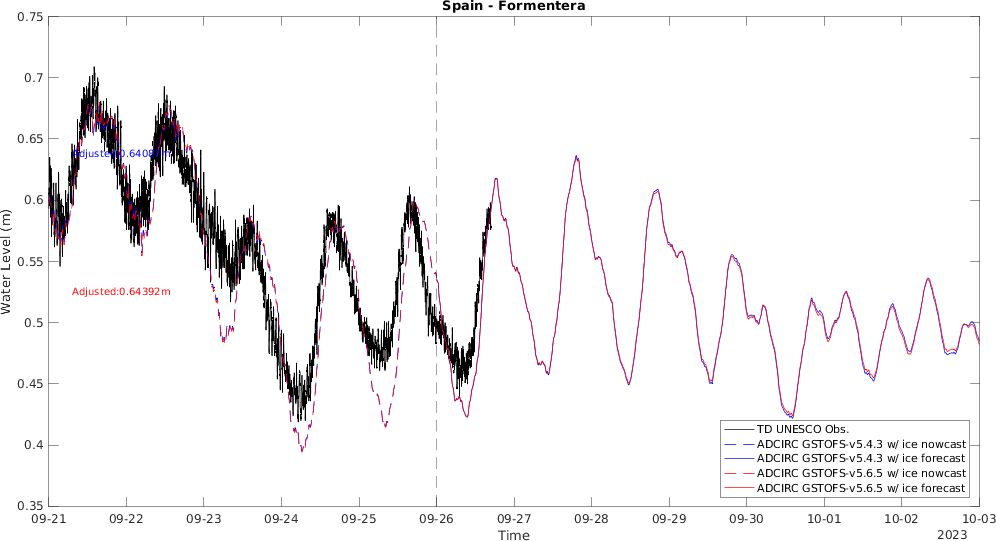 Spain - Formentera
0.75
0.7
0.65
0.6
0.55
0.5
0.45
0.4
0.35
Water Level (m)
Adjusted:0.64392m
TD UNESCO Obs.
ADCIRC GSTOFS-v5.4.3 w/ ice nowcast
ADCIRC GSTOFS-v5.4.3 w/ ice forecast
ADCIRC GSTOFS-v5.6.5 w/ ice nowcast
ADCIRC GSTOFS-v5.6.5 w/ ice forecast
09-21 09-22 09-23 09-24 09-25 09-26 09-27 09-28 09-29 09-30 10-01 10-02 10-03
Time
2023